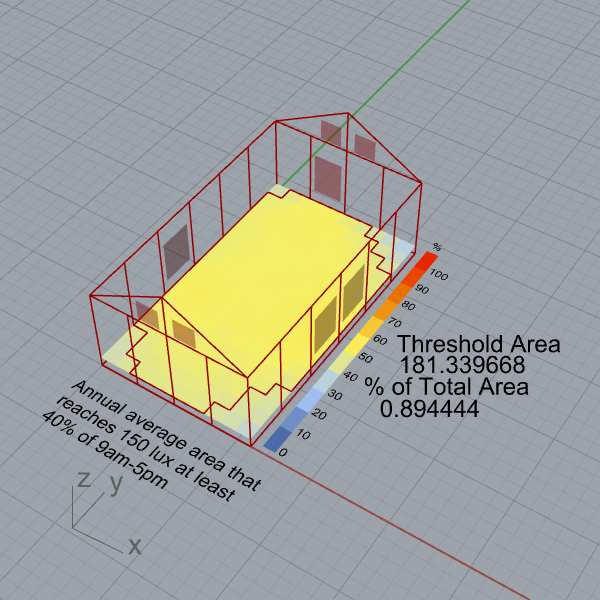 %
100
90
80
70
60
50
40
30
20
10
0
Threshold Area
181.339668
% of Total Area
0.894444
Annual average area that
reaches 150 lux at least
40% of 9am-5pm
z
y
x